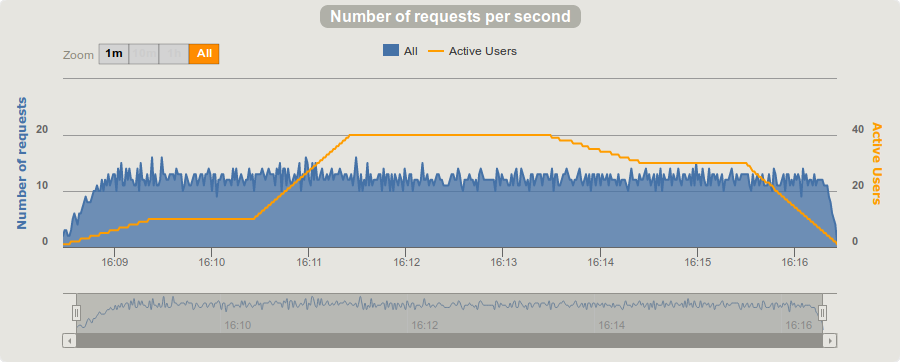 Number of requests per second
Zoom 1m 10m 1h All
All Active Users
Number of requests
Active Users
20 40
10 20
0 0
16:09 16:10 16:11 16:12 16:13 16:14 16:15 16:16
16:10 16:12 16:14 16:16